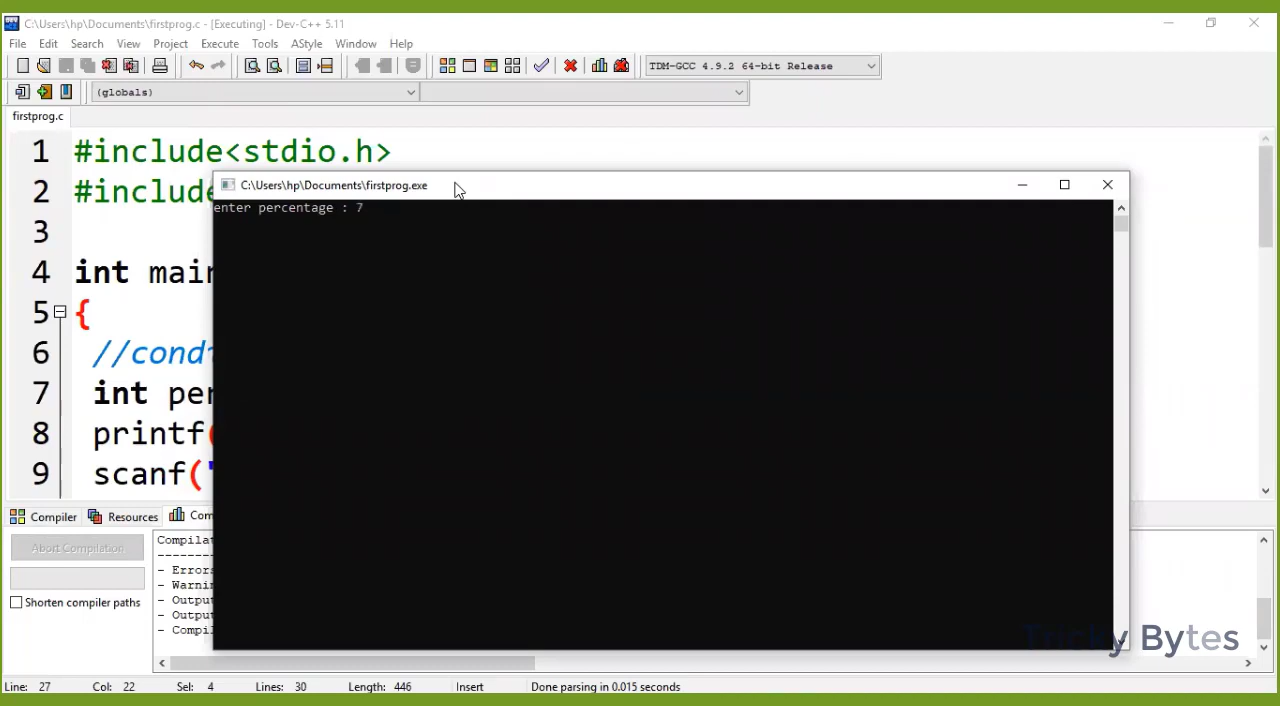 C:\Users\hp\Documents\firstprog.c - [Executing] - Dev-C++ 5.11
File Edit Search View Project Execute Tools AStyle Window Help
TDM-GCC 4.9.2 64-bit Release
(globals)
firstprog.c
1 #include<stdio.h>
2 #include
3
4 int main
5 {
6 //cond
7 int per
8 printf(
9 scanf("
C:\Users\hp\Documents\firstprog.exe
enter percentage : 7
Compiler Resources Com
Abort Compilation
Shorten compiler paths
Compilat
--------
- Errors
- Warnin
- Output
- Output
- Compil
Tricky Bytes
Line: 27 Col: 22 Sel: 4 Lines: 30 Length: 446 Insert Done parsing in 0.015 seconds